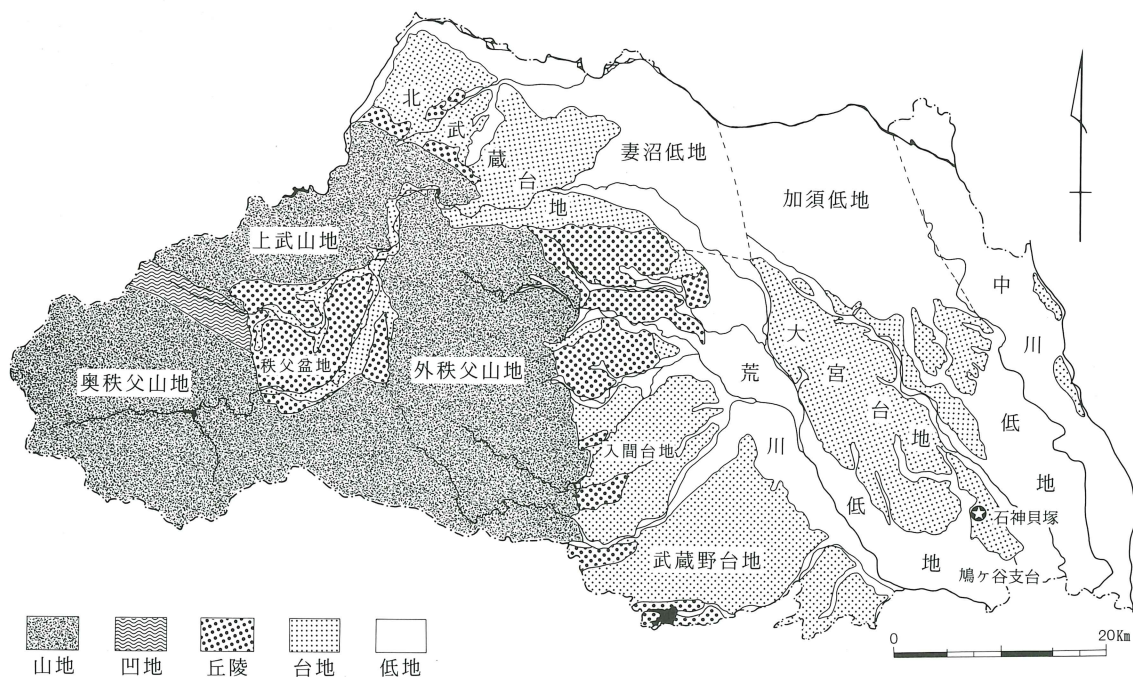 北武蔵台地
妻沼低地
加須低地
上武山地
中川低地
大宮台地
秩父盆地
奥秩父山地
外秩父山地
荒川低地
入間台地
石神貝塚
武蔵野台地
鳩ヶ谷支台
山地
凹地
丘陵
台地
低地
0
20Km